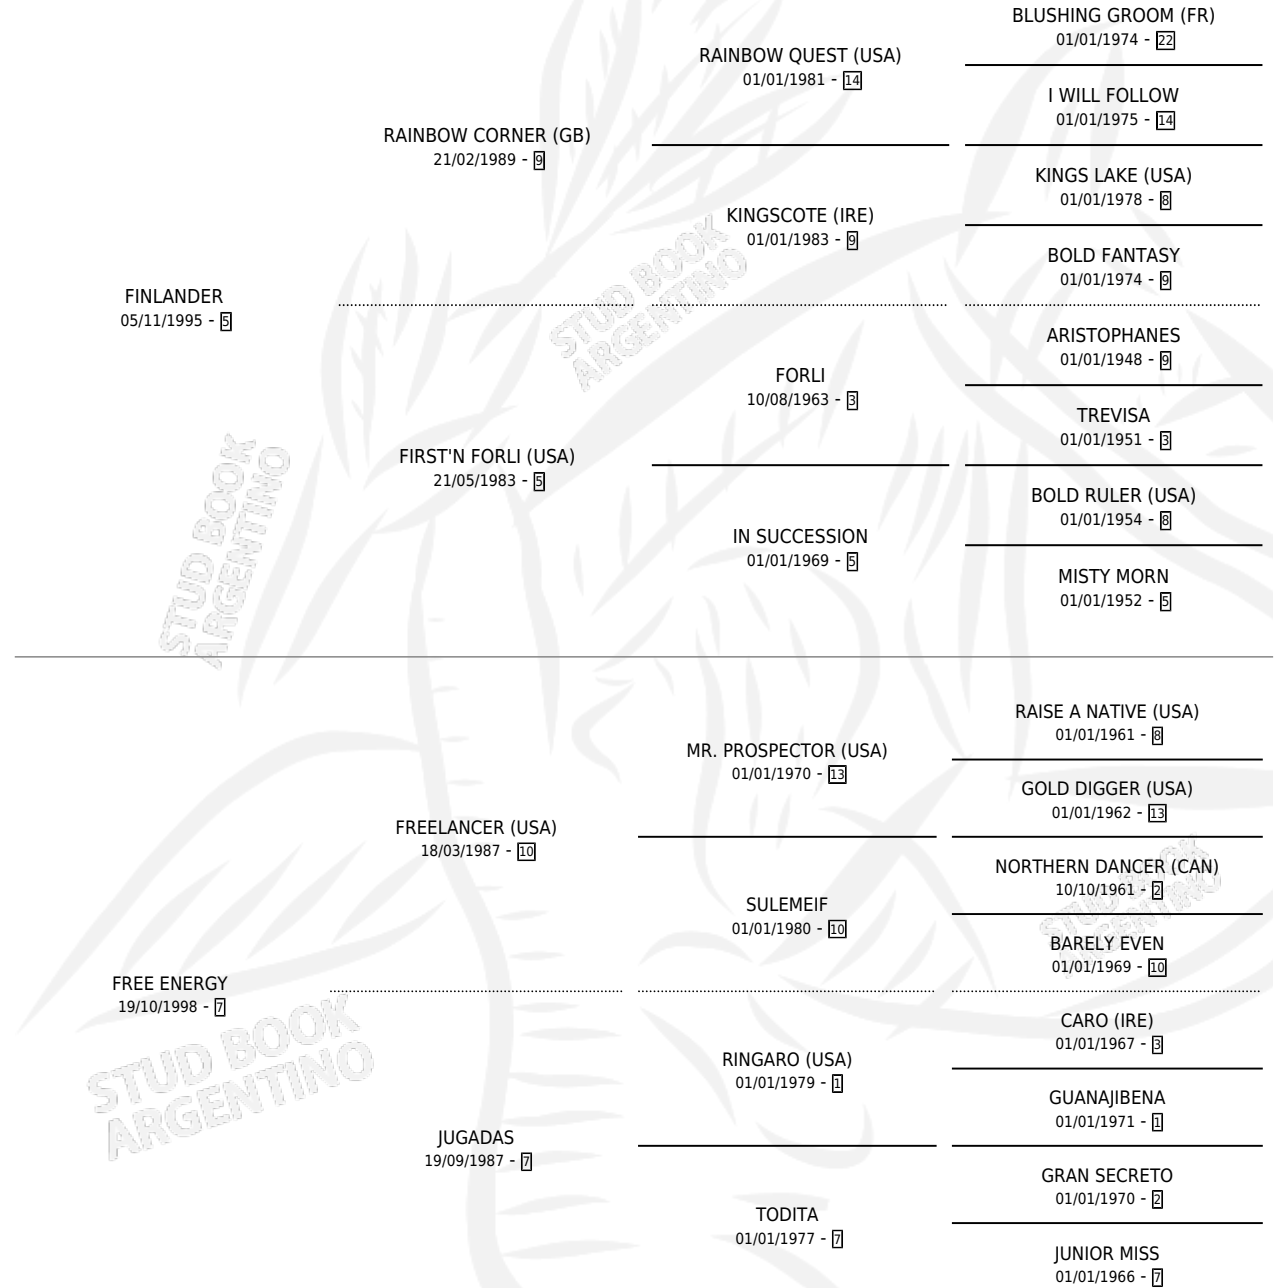 BLUSHING GROOM (FR)
01/01/1974 - 22
RAINBOW QUEST (USA)
01/01/1981 - 14
I WILL FOLLOW
01/01/1975 - 14
RAINBOW CORNER (GB)
21/02/1989 - 9
KINGS LAKE (USA)
01/01/1978 - 8
KINGSCOTE (IRE)
01/01/1983 - 9
BOLD FANTASY
01/01/1974 - 9
FINLANDER
05/11/1995 - 5
ARISTOPHANES
01/01/1948 - 9
FORLI
10/08/1963 - 3
TREVISA
01/01/1951 - 3
FIRST'N FORLI (USA)
21/05/1983 - 5
BOLD RULER (USA)
01/01/1954 - 8
IN SUCCESSION
01/01/1969 - 5
MISTY MORN
01/01/1952 - 5
RAISE A NATIVE (USA)
01/01/1961 - 8
MR. PROSPECTOR (USA)
01/01/1970 - 13
GOLD DIGGER (USA)
01/01/1962 - 13
FREELANCER (USA)
18/03/1987 - 10
NORTHERN DANCER (CAN)
10/10/1961 - 2
SULEMEIF
01/01/1980 - 10
BARELY EVEN
01/01/1969 - 10
FREE ENERGY
19/10/1998 - 7
CARO (IRE)
01/01/1967 - 3
RINGARO (USA)
01/01/1979 - 1
GUANAJIBENA
01/01/1971 - 1
JUGADAS
19/09/1987 - 7
GRAN SECRETO
01/01/1970 - 2
TODITA
01/01/1977 - 7
JUNIOR MISS
01/01/1966 - 7
STUD BOOK
ARGENTINO
STUD BOOK
ARGENTINO
STUD BOOK
ARGENTINO
STUD BOOK
ARGENTINO